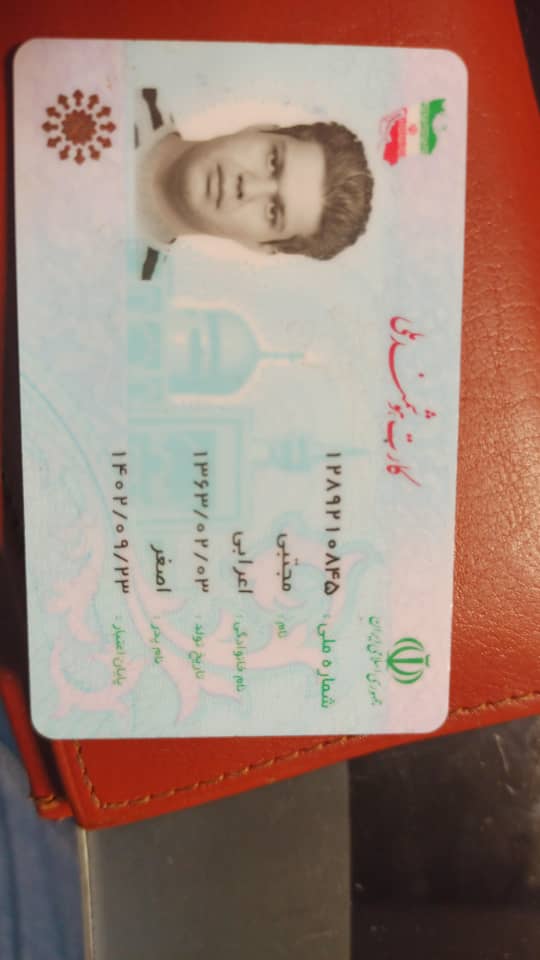 جمهوری اسلامی ایران
کارت هوشمند ملی
شماره ملی: ۱۲۸۹۲۱۰۸۴۵
نام: مجتبی
نام خانوادگی: اعرابی
تاریخ تولد: ۱۳۶۳/۰۲/۰۳
نام پدر: اصغر
پایان اعتبار: ۱۴۰۲/۰۹/۲۳